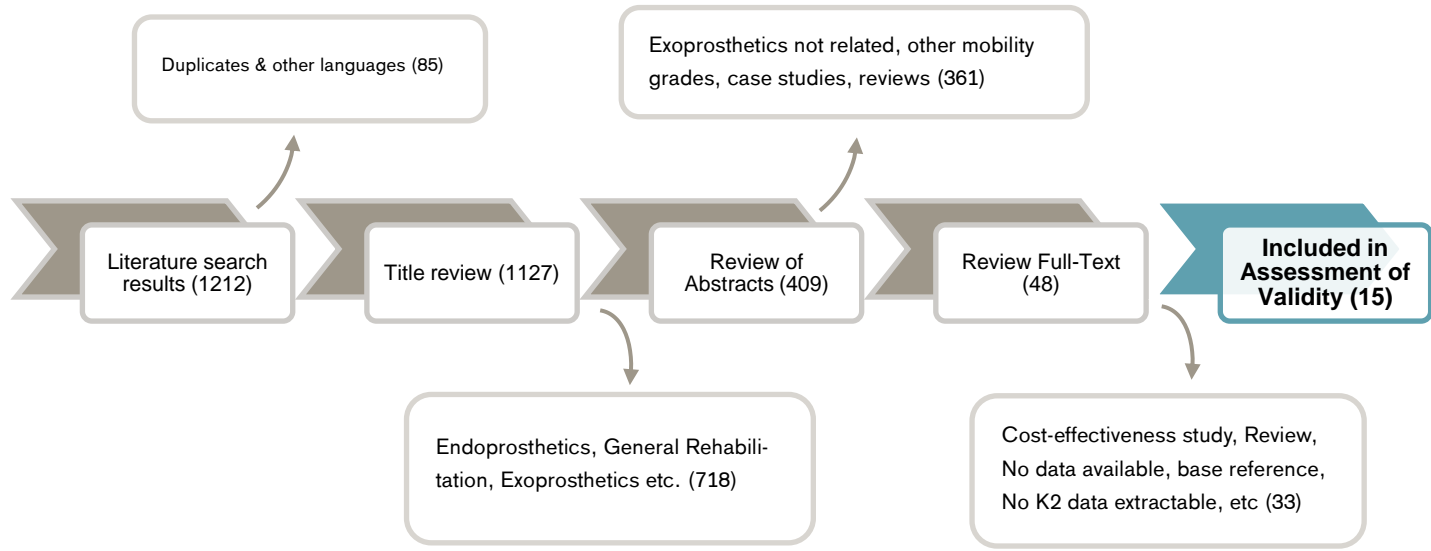 Duplicates & other languages (85)
Exoprosthetics not related, other mobility
grades, case studies, reviews (361)
Literature search
results (1212)
Title review (1127)
Review of
Abstracts (409)
Review Full-Text
(48)
Included in
Assessment of
Validity (15)
Endoprosthetics, General Rehabili-
tation, Exoprosthetics etc. (718)
Cost-effectiveness study, Review,
No data available, base reference,
No K2 data extractable, etc (33)